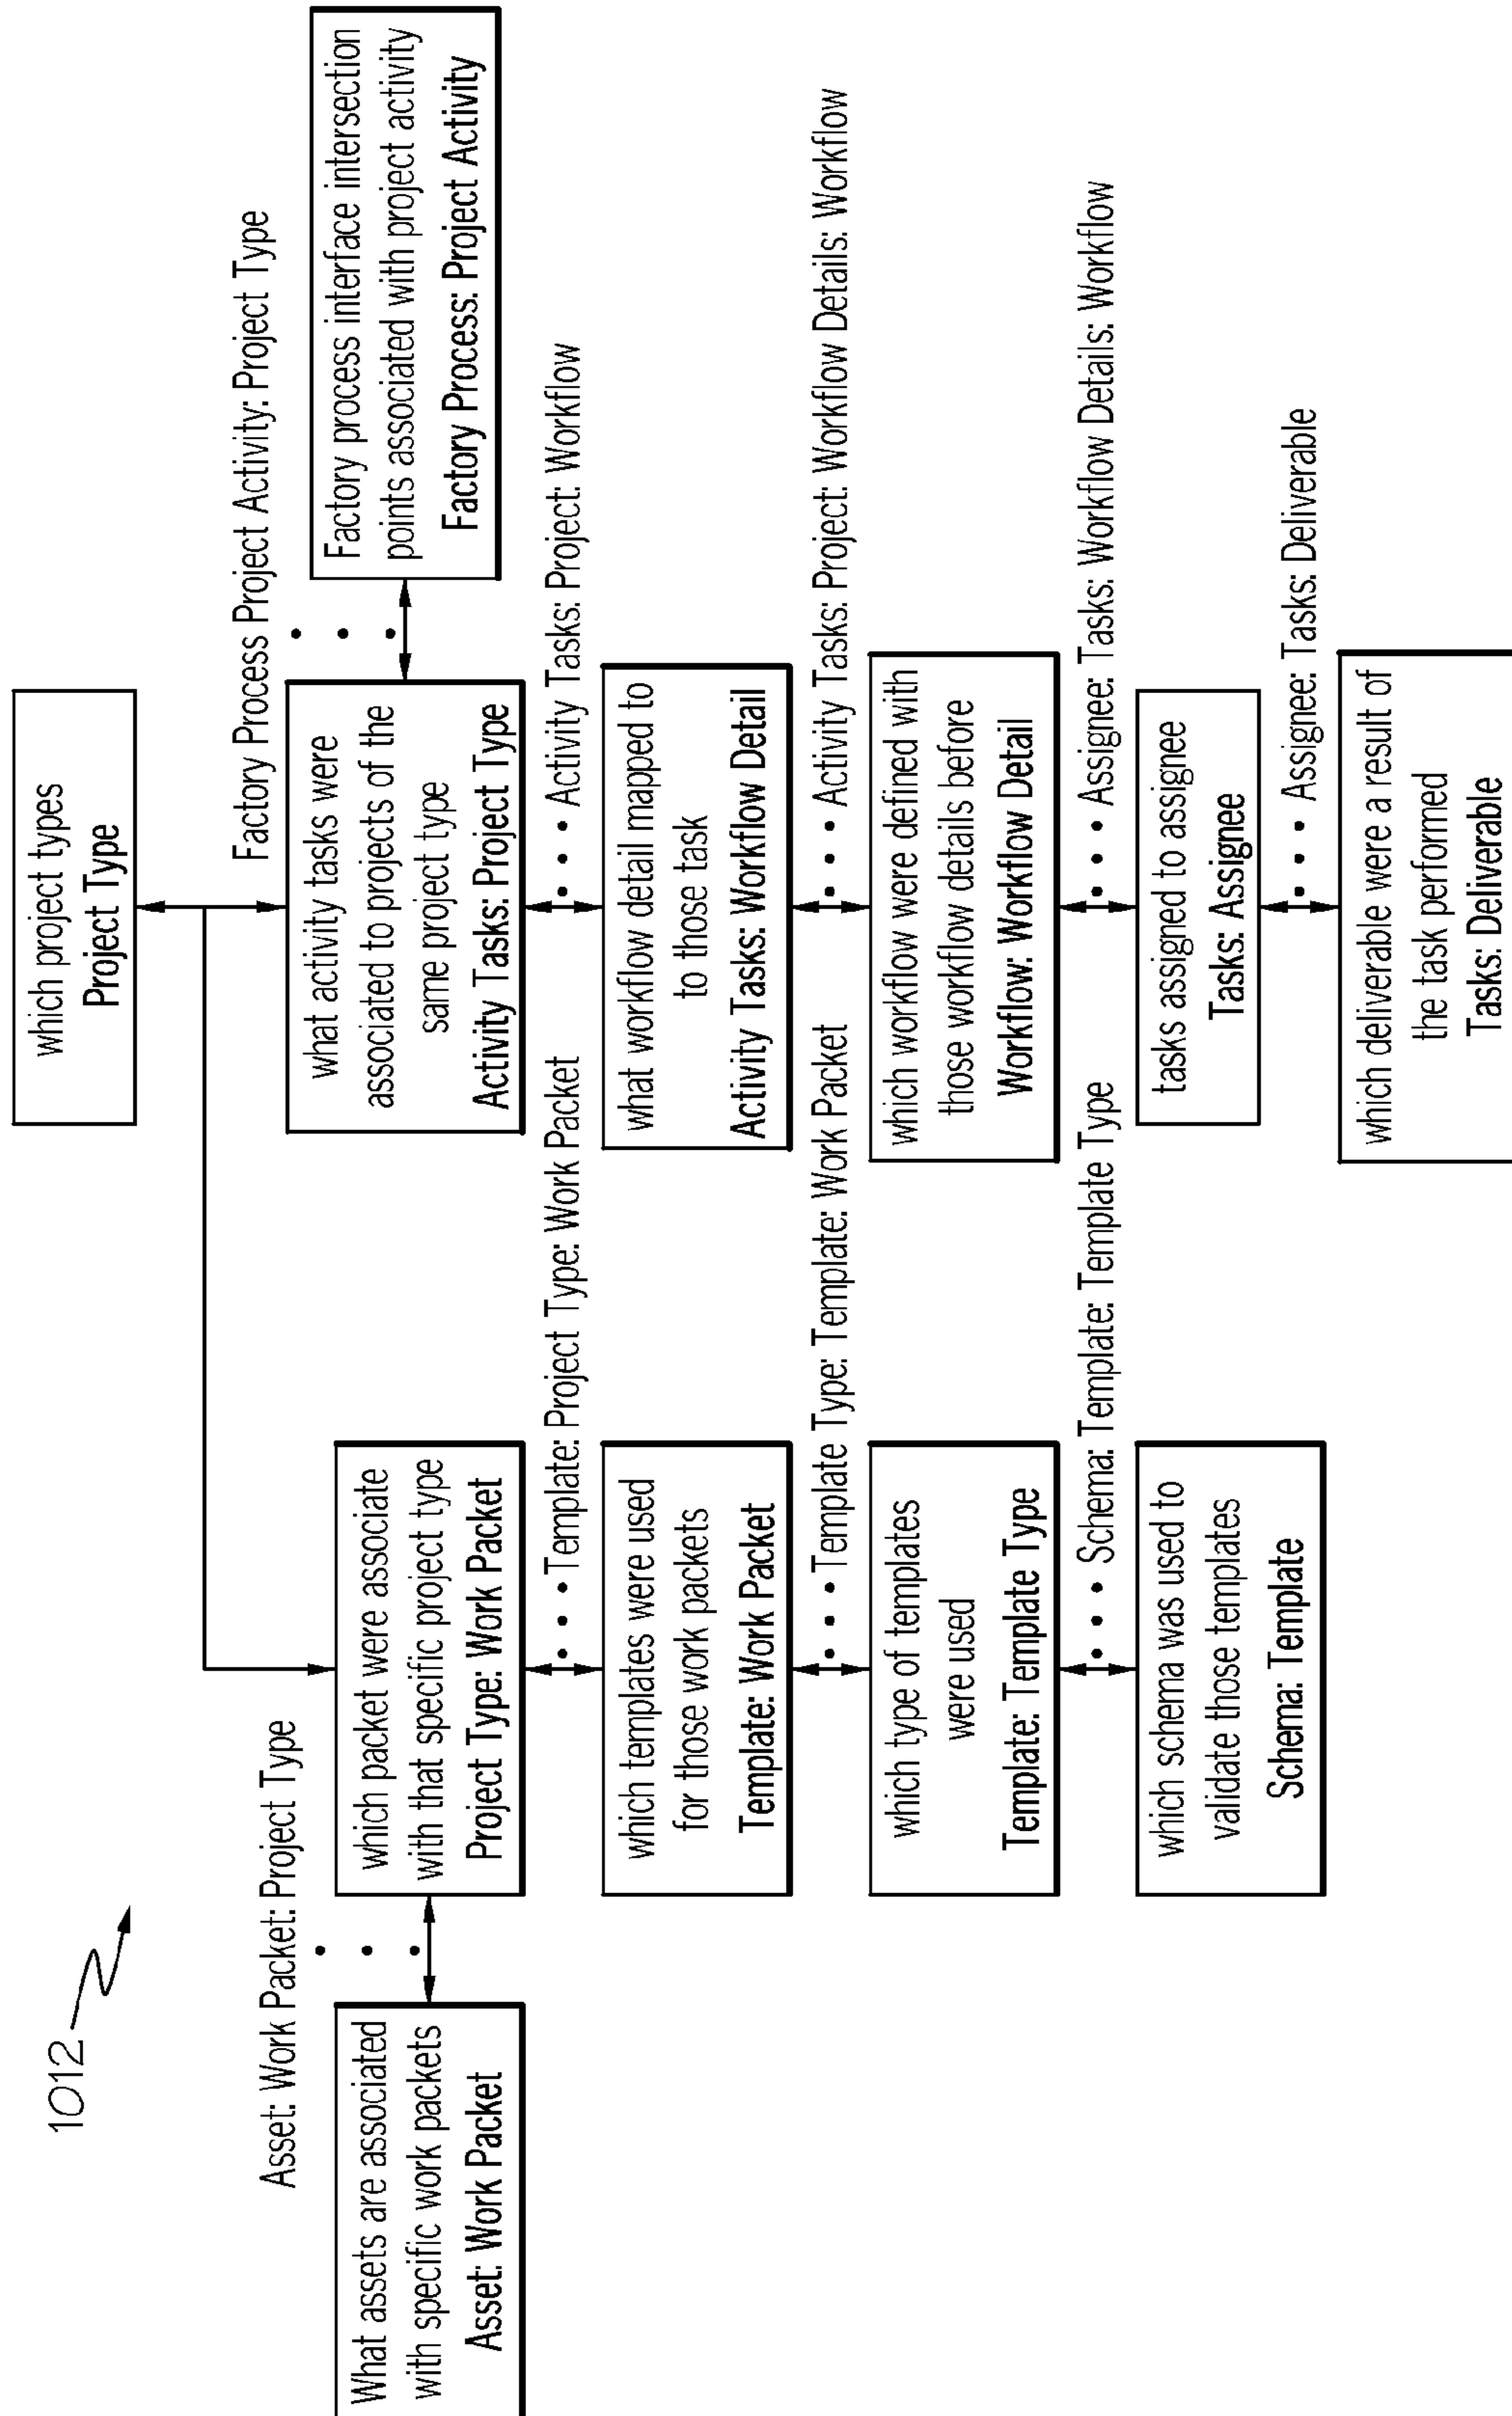 1012
which project types
Project Type
Asset: Work Packet: Project Type
Factory Process Project Activity: Project Type
What assets are associated
with specific work packets
Asset: Work Packet
which packet were associate
with that specific project type
Project Type: Work Packet
what activity tasks were
associated to projects of the
same project type
Activity Tasks: Project Type
Factory process interface intersection
points associated with project activity
Factory Process: Project Activity
Template: Project Type: Work Packet
Activity Tasks: Project: Workflow
which templates were used
for those work packets
Template: Work Packet
what workflow detail mapped to
to those task
Activity Tasks: Workflow Detail
Template Type: Template: Work Packet
Activity Tasks: Project: Workflow Details: Workflow
which type of templates
were used
Template: Template Type
which workflow were defined with
those workflow details before
Workflow: Workflow Detail
Schema: Template: Template Type
Assignee: Tasks: Workflow Details: Workflow
which schema was used to
validate those templates
Schema: Template
tasks assigned to assignee
Tasks: Assignee
Assignee: Tasks: Deliverable
which deliverable were a result of
the task performed
Tasks: Deliverable